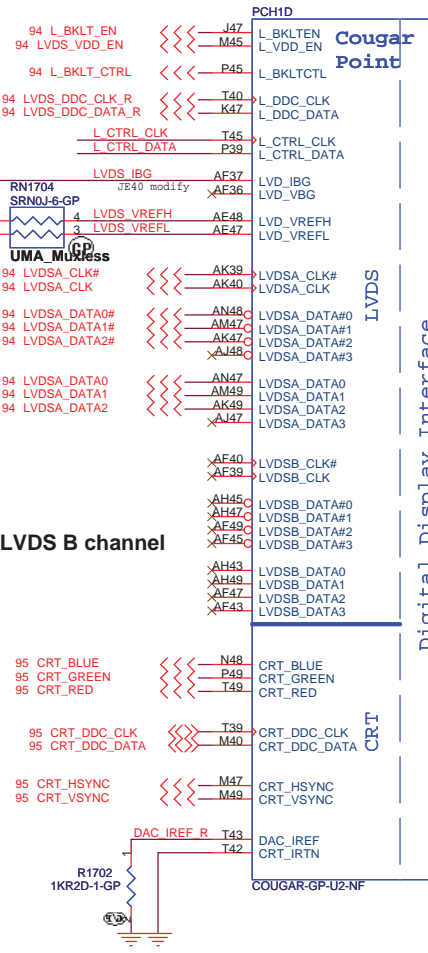 PCH1D
94 L_BKLT_EN J47 L_BKLTEN
94 LVDS_VDD_EN M45 L_VDD_EN
Cougar
Point
94 L_BKLT_CTRL P45 L_BKLTCTL
94 LVDS_DDC_CLK_R T40 L_DDC_CLK
94 LVDS_DDC_DATA_R K47 L_DDC_DATA
L_CTRL_CLK T45 L_CTRL_CLK
L_CTRL_DATA P39 L_CTRL_DATA
LVDS_IBG AF37 LVD_IBG
JE40 modify AF36 LVD_VBG
RN1704
SRN0J-6-GP
4 LVDS_VREFH AE48 LVD_VREFH
3 LVDS_VREFL AE47 LVD_VREFL
GP
UMA_Muxless
94 LVDSA_CLK# AK39 LVDSA_CLK#
94 LVDSA_CLK AK40 LVDSA_CLK
LVDS
94 LVDSA_DATA0# AN48 LVDSA_DATA#0
94 LVDSA_DATA1# AM47 LVDSA_DATA#1
94 LVDSA_DATA2# AK47 LVDSA_DATA#2
AJ48 LVDSA_DATA#3
94 LVDSA_DATA0 AN47 LVDSA_DATA0
94 LVDSA_DATA1 AM49 LVDSA_DATA1
94 LVDSA_DATA2 AK49 LVDSA_DATA2
AJ47 LVDSA_DATA3
Digital Display Interface
AF40 LVDSB_CLK#
AF39 LVDSB_CLK
AH45 LVDSB_DATA#0
AH47 LVDSB_DATA#1
AF49 LVDSB_DATA#2
AF45 LVDSB_DATA#3
LVDS B channel
AH43 LVDSB_DATA0
AH49 LVDSB_DATA1
AF47 LVDSB_DATA2
AF43 LVDSB_DATA3
95 CRT_BLUE N48 CRT_BLUE
95 CRT_GREEN P49 CRT_GREEN
95 CRT_RED T49 CRT_RED
95 CRT_DDC_CLK T39 CRT_DDC_CLK
95 CRT_DDC_DATA M40 CRT_DDC_DATA
CRT
95 CRT_HSYNC M47 CRT_HSYNC
95 CRT_VSYNC M49 CRT_VSYNC
DAC_IREF_R T43 DAC_IREF
T42 CRT_IRTN
1
R1702
1KR2D-1-GP
COUGAR-GP-U2-NF